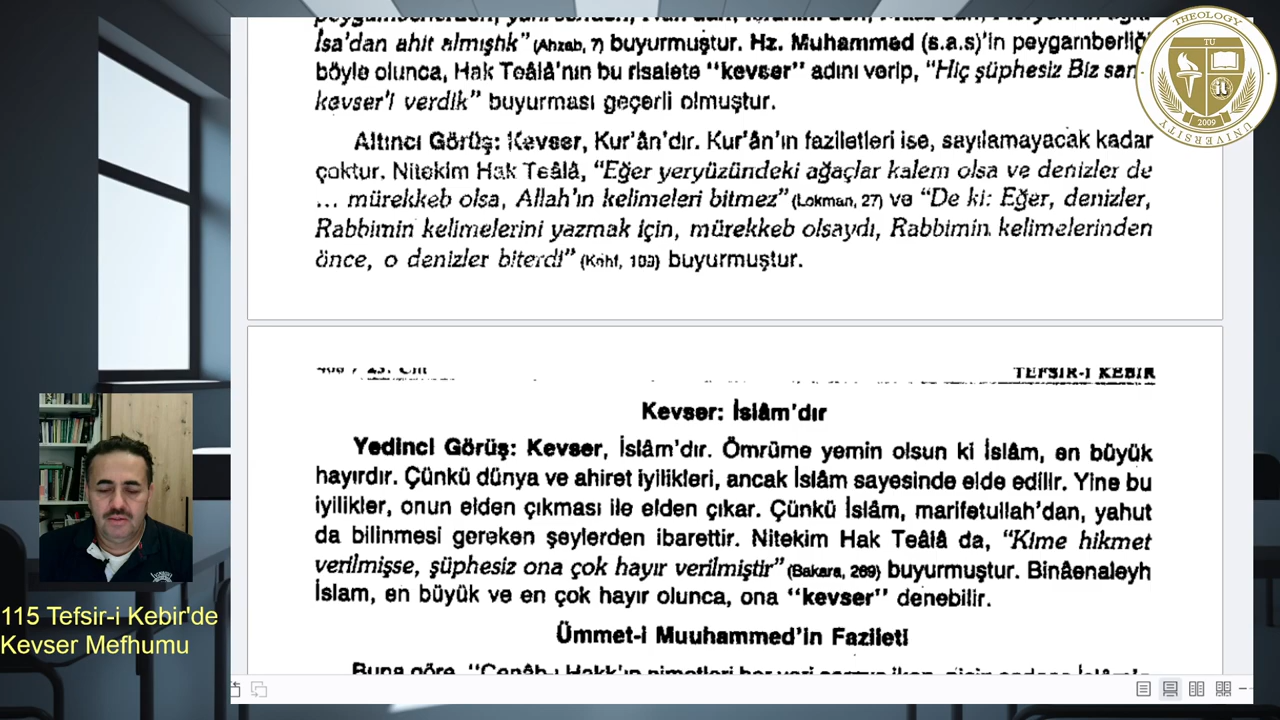 İsa'dan ahit almıştık" (Ahzab, 7) buyurmuştur. Hz. Muhammed (s.a.s)'in peygamberliği
böyle olunca, Hak Teâlâ'nın bu risalete "kevser" adını verip, "Hiç şüphesiz Biz san
kevser'i verdik" buyurması geçerli olmuştur.
Altıncı Görüş: Kevser, Kur'ân'dır. Kur'ân'ın faziletleri ise, sayılamayacak kadar
çoktur. Nitekim Hak Teâlâ, "Eğer yeryüzündeki ağaçlar kalem olsa ve denizler de
... mürekkeb olsa, Allah'ın kelimeleri bitmez" (Lokman, 27) ve "De ki: Eğer, denizler,
Rabbimin kelimelerini yazmak için, mürekkeb olsaydı, Rabbimin kelimelerinden
önce, o denizler biterdi" (Kehf, 109) buyurmuştur.
TEFSİR-İ KEBİR
Kevser: İslâm'dır
Yedinci Görüş: Kevser, İslâm'dır. Ömrüme yemin olsun ki İslâm, en büyük
hayırdır. Çünkü dünya ve ahiret iyilikleri, ancak İslâm sayesinde elde edilir. Yine bu
iyilikler, onun elden çıkması ile elden çıkar. Çünkü İslâm, marifetullah'dan, yahut
da bilinmesi gereken şeylerden ibarettir. Nitekim Hak Teâlâ da, "Kime hikmet
verilmişse, şüphesiz ona çok hayır verilmiştir" (Bakara, 269) buyurmuştur. Binâenaleyh
İslam, en büyük ve en çok hayır olunca, ona "kevser" denebilir.
Ümmet-i Muuhammed'in Fazileti
115 Tefsir-i Kebir'de
Kevser Mefhumu
THEOLOGY
TU
2009
UNIVERSITY